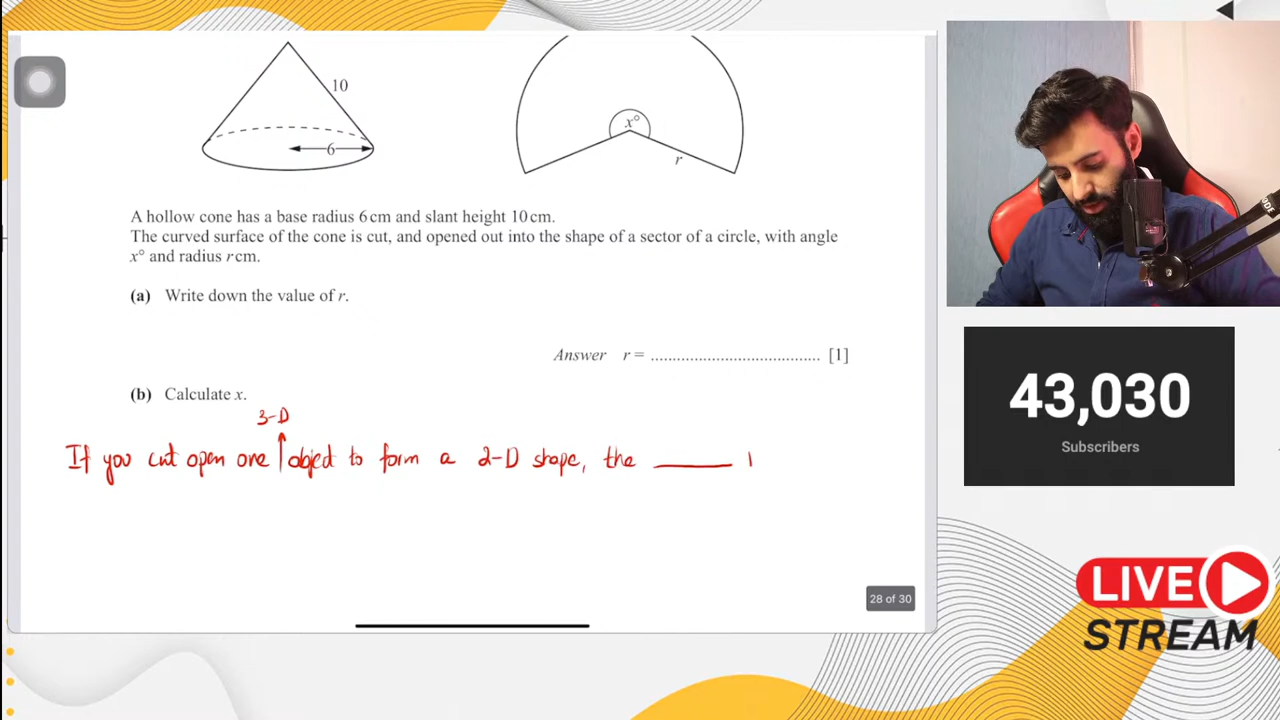 10
6
x°
r
A hollow cone has a base radius 6 cm and slant height 10 cm.
The curved surface of the cone is cut, and opened out into the shape of a sector of a circle, with angle
x° and radius r cm.
(a) Write down the value of r.
Answer r = ....................................... [1]
(b) Calculate x.
3-D
If you cut open one ↑ object to form a 2-D shape, the ______
28 of 30
43,030
Subscribers
LIVE
STREAM